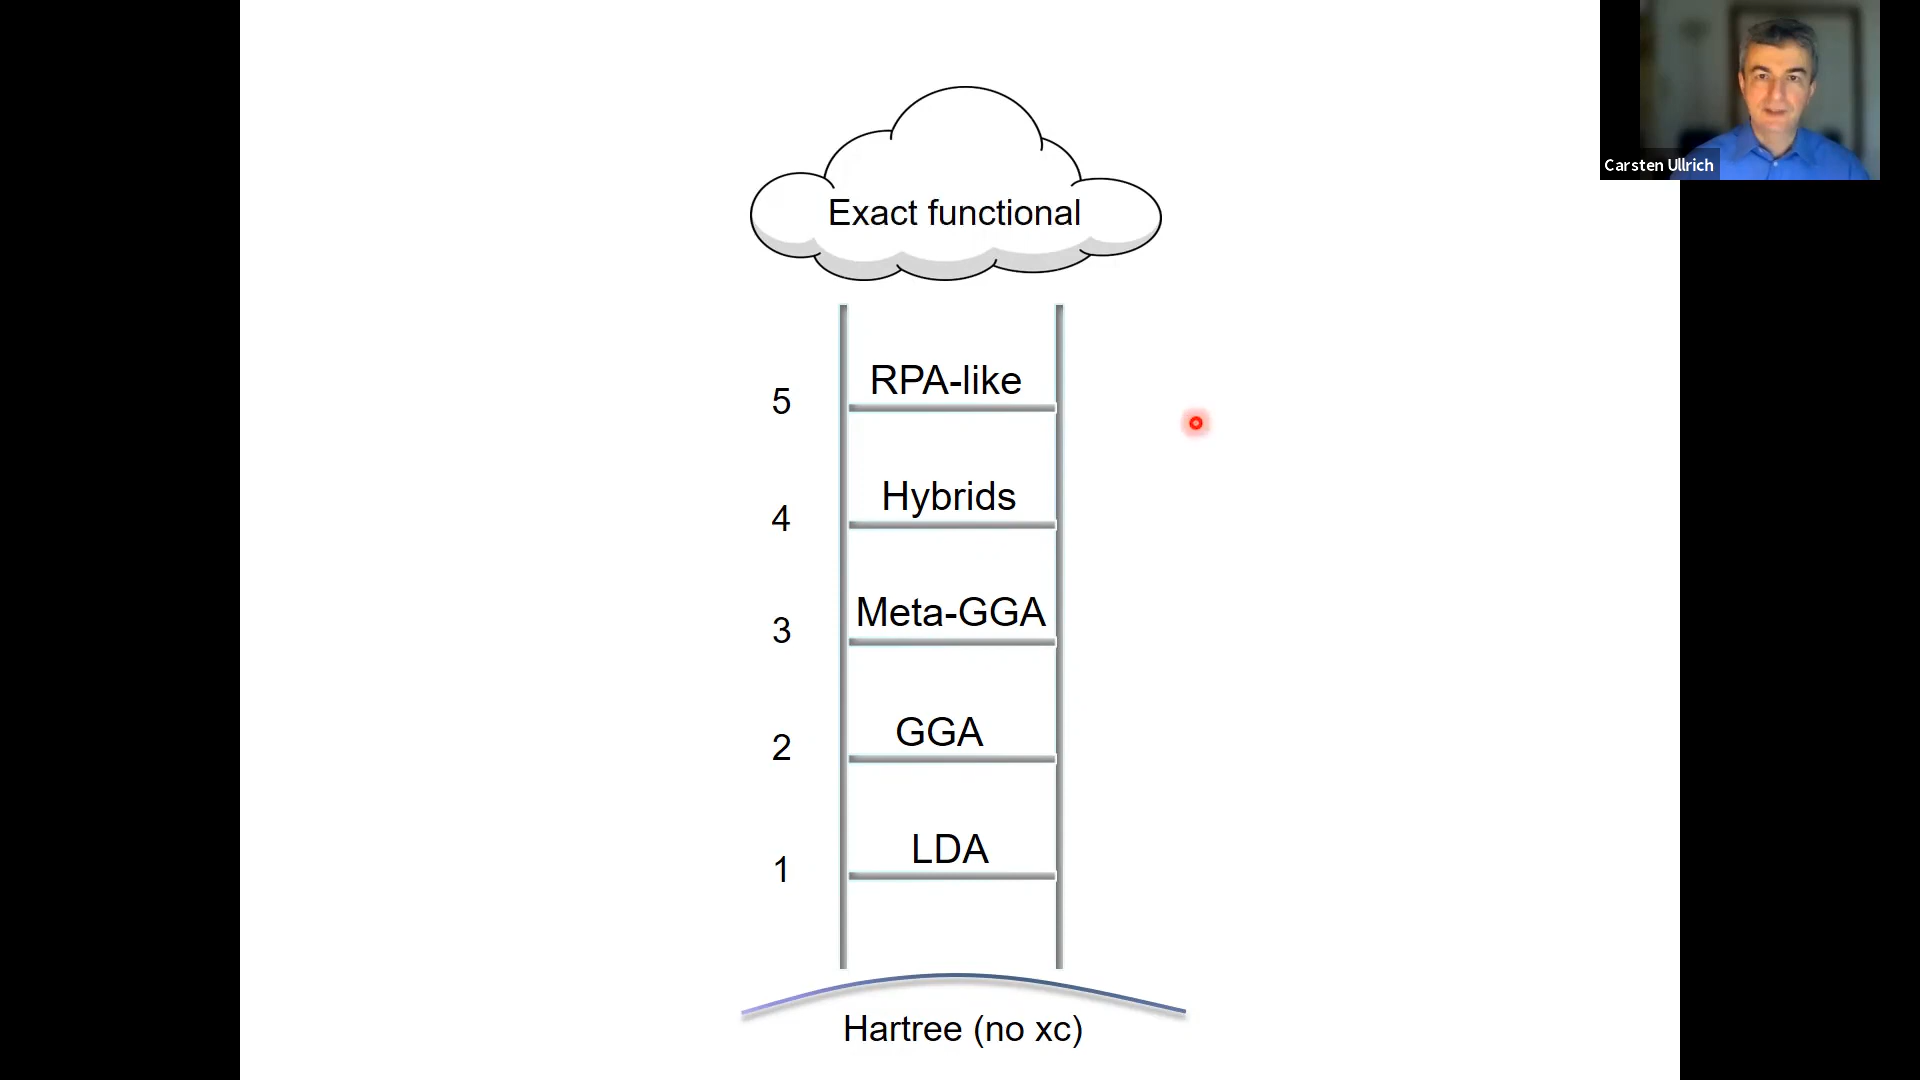 Carsten Ullrich
Exact functional
RPA-like
5
Hybrids
4
Meta-GGA
3
GGA
2
LDA
1
Hartree (no xc)